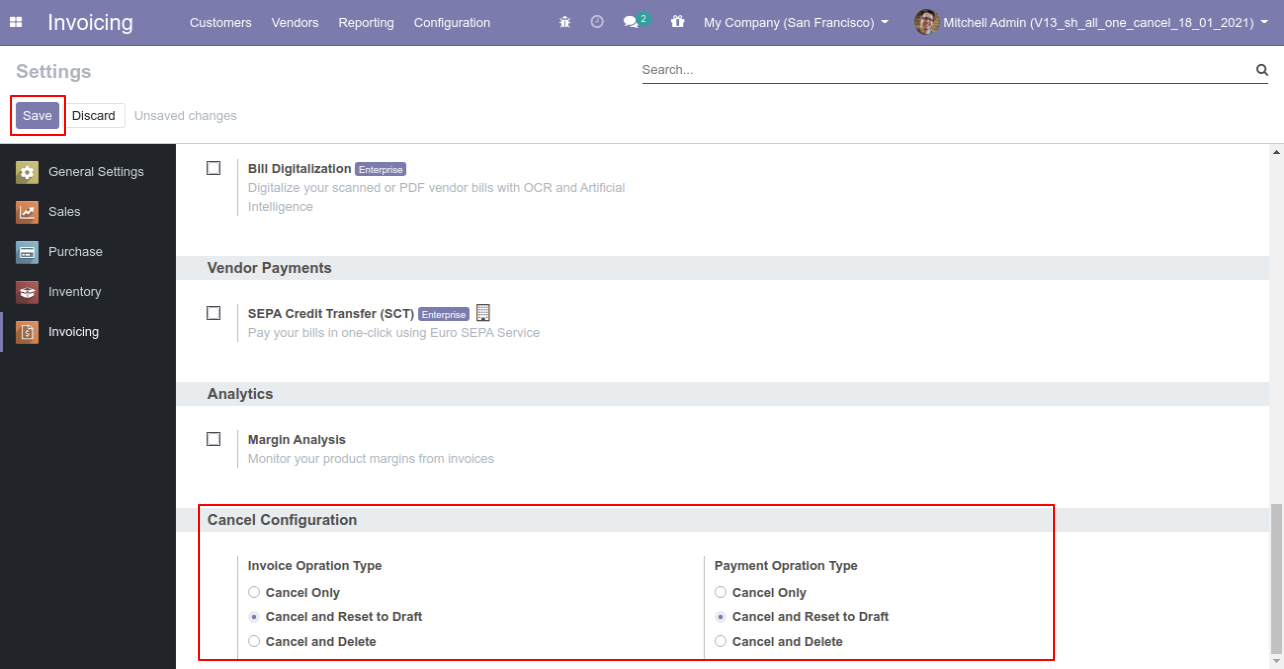 Invoicing Customers Vendors Reporting Configuration 2 My Company (San Francisco) Mitchell Admin (V13_sh_all_one_cancel_18_01_2021)
Settings Search...
Save Discard Unsaved changes
General Settings
Sales
Purchase
Inventory
Invoicing
Bill Digitalization Enterprise
Digitalize your scanned or PDF vendor bills with OCR and Artificial
Intelligence
Vendor Payments
SEPA Credit Transfer (SCT) Enterprise
Pay your bills in one-click using Euro SEPA Service
Analytics
Margin Analysis
Monitor your product margins from invoices
Cancel Configuration
Invoice Opration Type
Cancel Only
Cancel and Reset to Draft
Cancel and Delete
Payment Opration Type
Cancel Only
Cancel and Reset to Draft
Cancel and Delete